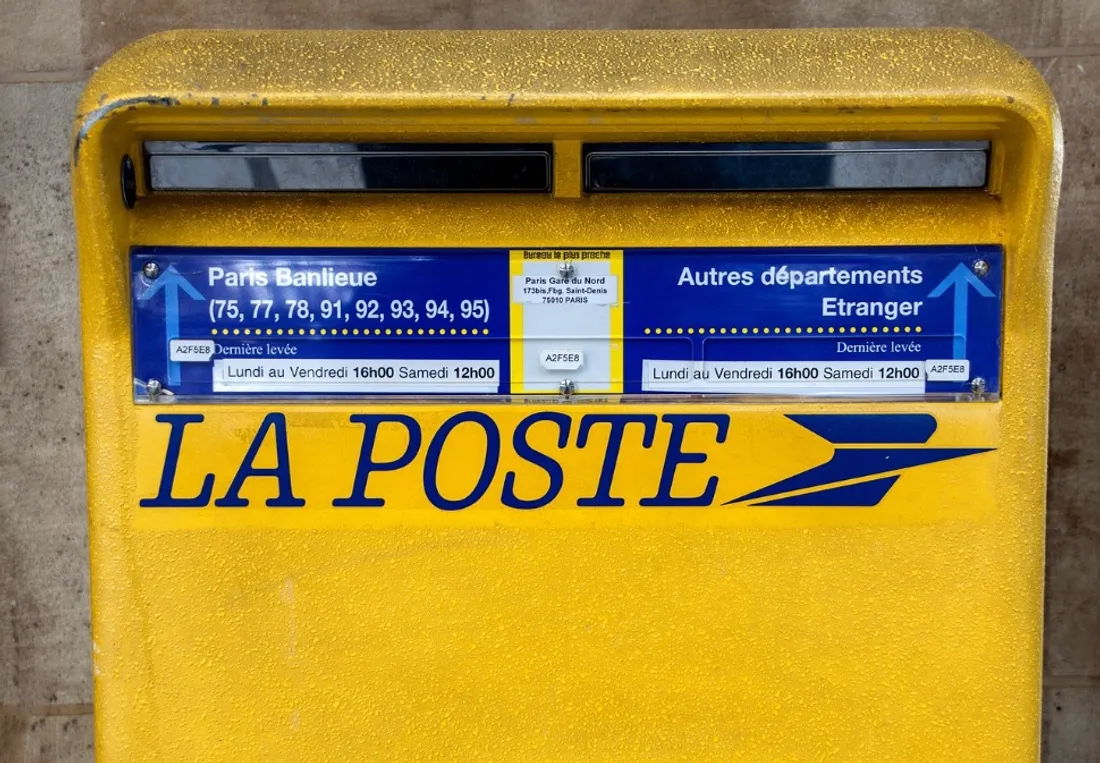 Paris Banlieue
(75, 77, 78, 91, 92, 93, 94, 95)
A2F5E8
Dernière levée
Lundi au Vendredi 16h00 Samedi 12h00
Bureau le plus proche
Paris Gare du Nord
173bis,Fbg. Saint-Denis
75010 PARIS
A2F5E8
Autres départements
Etranger
Dernière levée
A2F5E8
Lundi au Vendredi 16h00 Samedi 12h00
LA POSTE